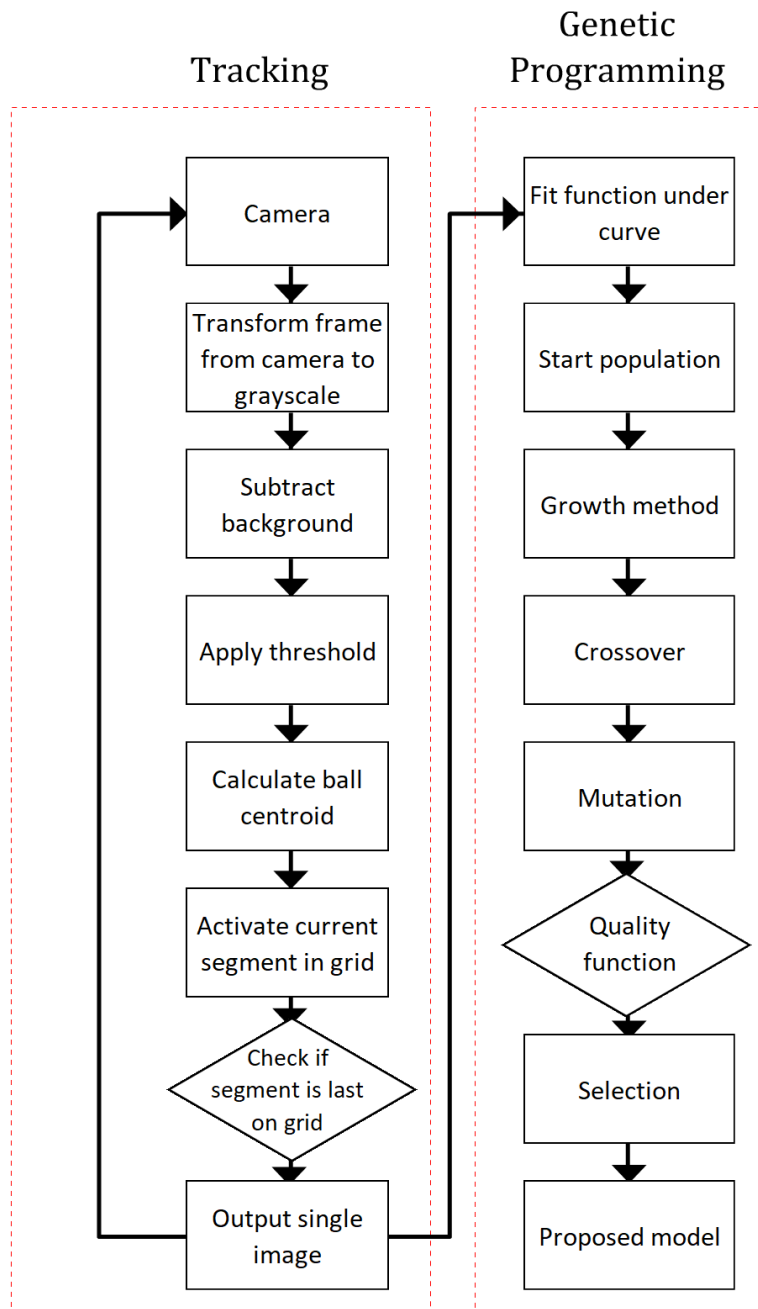 Tracking
Genetic
Programming
Camera
Transform frame
from camera to
grayscale
Subtract
background
Apply threshold
Calculate ball
centroid
Activate current
segment in grid
Check if
segment is last
on grid
Output single
image
Fit function under
curve
Start population
Growth method
Crossover
Mutation
Quality
function
Selection
Proposed model